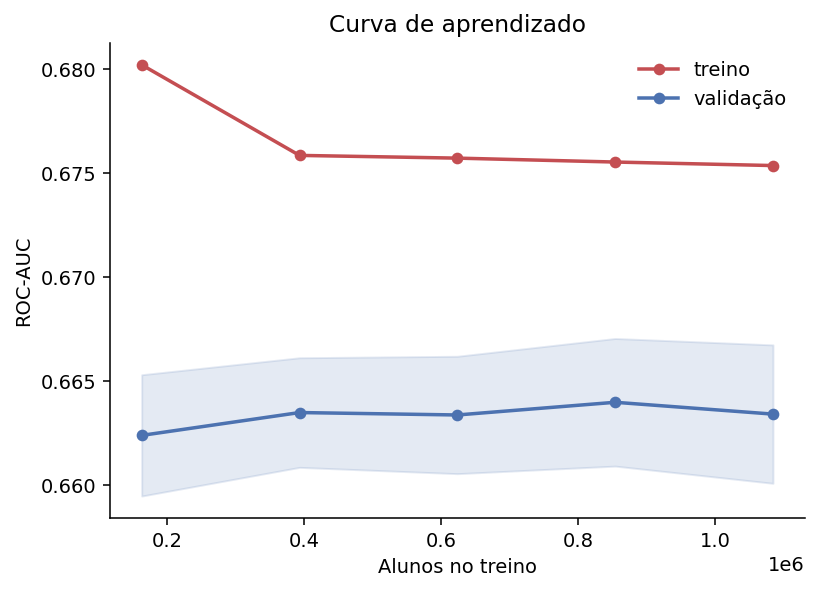 Curva de aprendizado
treino
validação
ROC-AUC
0.680
0.675
0.670
0.665
0.660
0.2 0.4 0.6 0.8 1.0
1e6
Alunos no treino